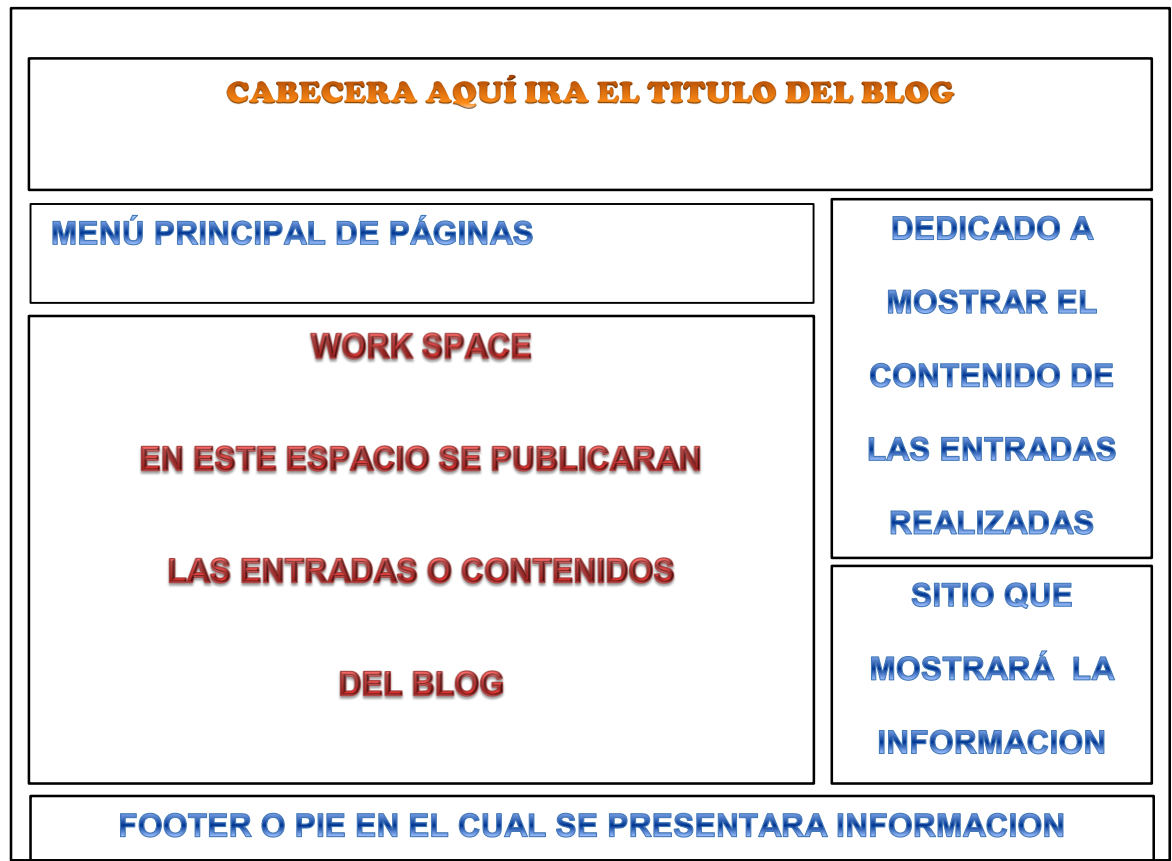 CABECERA AQUÍ IRA EL TITULO DEL BLOG
MENÚ PRINCIPAL DE PÁGINAS
WORK SPACE
EN ESTE ESPACIO SE PUBLICARAN
LAS ENTRADAS O CONTENIDOS
DEL BLOG
DEDICADO A
MOSTRAR EL
CONTENIDO DE
LAS ENTRADAS
REALIZADAS
SITIO QUE
MOSTRARÁ LA
INFORMACION
FOOTER O PIE EN EL CUAL SE PRESENTARA INFORMACION